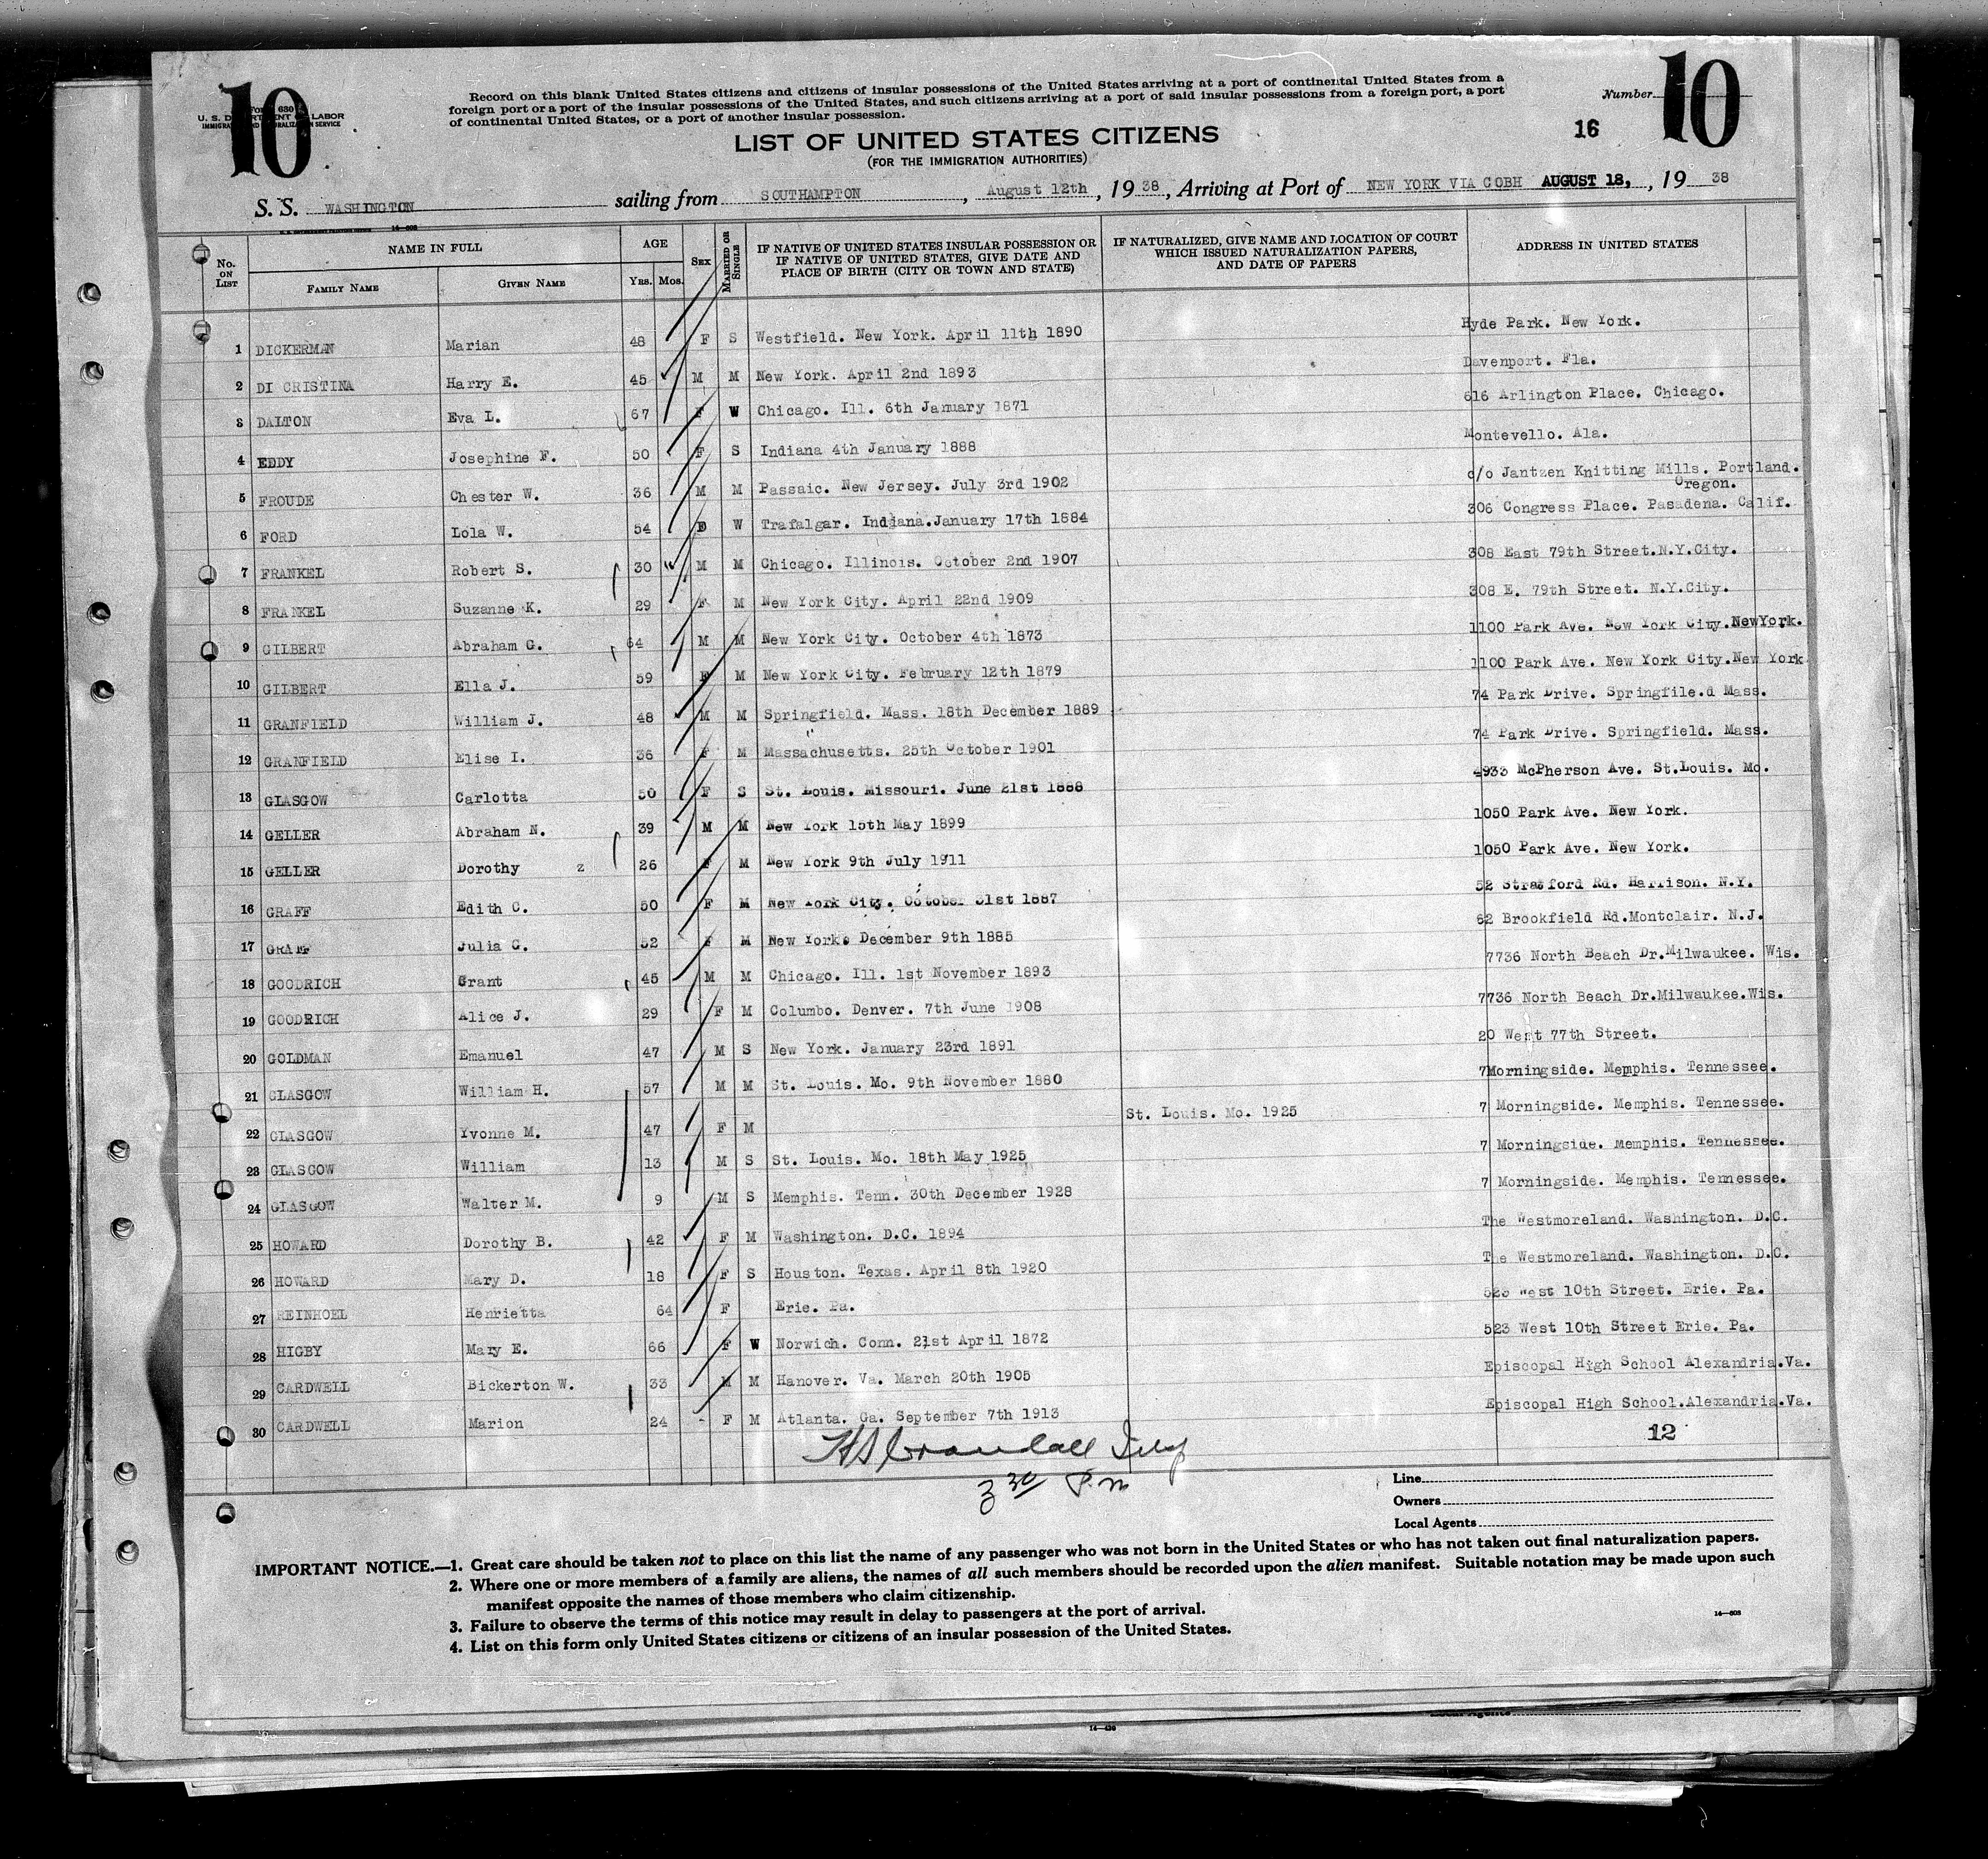 10
Record on this blank United States citizens and citizens of insular possessions of the United States arriving at a port of continental United States from a
foreign port or a port of the insular possessions of the United States, and such citizens arriving at a port of said insular possessions from a foreign port, a port
of continental United States, or a port of another insular possession.
Number
10
U. S. DEPARTMENT OF LABOR
IMMIGRATION AND NATURALIZATION SERVICE
16
LIST OF UNITED STATES CITIZENS
(FOR THE IMMIGRATION AUTHORITIES)
S. S. WASHINGTON sailing from SOUTHAMPTON, August 12th, 1938, Arriving at Port of NEW YORK VIA COBH AUGUST 18, 1938
No. ON LIST NAME IN FULL FAMILY NAME GIVEN NAME AGE YRS. MOS. SEX MARRIED OR SINGLE IF NATIVE OF UNITED STATES INSULAR POSSESSION OR IF NATIVE OF UNITED STATES, GIVE DATE AND PLACE OF BIRTH (CITY OR TOWN AND STATE) IF NATURALIZED, GIVE NAME AND LOCATION OF COURT WHICH ISSUED NATURALIZATION PAPERS, AND DATE OF PAPERS ADDRESS IN UNITED STATES
1 DICKERMAN Marian 48 F S Westfield. New York. April 11th 1890 Hyde Park. New York.
2 DI CRISTINA Harry E. 45 M M New York. April 2nd 1893 Davenport. Fla.
3 DALTON Eva L. 67 F W Chicago. Ill. 6th January 1871 616 Arlington Place. Chicago.
4 EDDY Josephine F. 50 F S Indiana 4th January 1888 Montevello. Ala.
5 FROUDE Chester W. 36 M M Passaic. New Jersey. July 3rd 1902 c/o Jantzen Knitting Mills. Portland. Oregon.
6 FORD Lola W. 54 W Trafalgar. Indiana.January 17th 1884 306 Congress Place. Pasadena. Calif.
7 FRANKEL Robert S. 30 M M Chicago. Illinois. October 2nd 1907 308 East 79th Street.N.Y.City.
8 FRANKEL Suzanne K. 29 F M New York City. April 22nd 1909 308 E. 79th Street. N.Y.City.
9 GILBERT Abraham G. 64 M M New York City. October 4th 1873 1100 Park Ave. New York City.NewYork.
10 GILBERT Ella J. 59 F M New York City. February 12th 1879 1100 Park Ave. New York City.New York
11 GRANFIELD William J. 48 M M Springfield. Mass. 18th December 1889 74 Park Drive. Springfile.d Mass.
12 GRANFIELD Elise I. 36 F M Massachusetts. 25th October 1901 74 Park Drive. Springfield. Mass.
13 GLASGOW Carlotta 50 F S St. Louis. Missouri. June 21st 1888 4933 McPherson Ave. St.Louis. Mo.
14 GELLER Abraham N. 39 M M New York 15th May 1899 1050 Park Ave. New York.
15 GELLER Dorothy z 26 F M New York 9th July 1911 1050 Park Ave. New York.
16 GRAFF Edith C. 50 F M New York City. October 31st 1887 52 Stratford Rd. Harrison. N.Y.
17 GRAFF Julia G. 52 F M New York. December 9th 1885 62 Brookfield Rd.Montclair. N.J.
18 GOODRICH Grant 45 M M Chicago. Ill. 1st November 1893 7736 North Beach Dr.Milwaukee. Wis.
19 GOODRICH Alice J. 29 F M Columbo. Denver. 7th June 1908 7736 North Beach Dr.Milwaukee.Wis.
20 GOLDMAN Emanuel 47 M S New York. January 23rd 1891 20 West 77th Street.
21 GLASGOW William H. 57 M M St. Louis. Mo. 9th November 1880 7Morningside. Memphis. Tennessee.
22 GLASGOW Yvonne M. 47 F M St. Louis. Mo. 1925 7 Morningside. Memphis. Tennessee.
23 GLASGOW William 13 M S St. Louis. Mo. 18th May 1925 7 Morningside. Memphis. Tennessee.
24 GLASGOW Walter M. 9 M S Memphis. Tenn. 30th December 1928 7 Morningside. Memphis. Tennessee.
25 HOWARD Dorothy B. 42 F M Washington. D.C. 1894 The Westmoreland. Washington. D.C.
26 HOWARD Mary D. 18 F S Houston. Texas. April 8th 1920 The Westmoreland. Washington. D.C.
27 REINHOEL Henrietta 64 F Erie. Pa. 523 West 10th Street. Erie. Pa.
28 HIGBY Mary E. 66 F W Norwich. Conn. 21st April 1872 523 West 10th Street Erie. Pa.
29 CARDWELL Bickerton W. 33 M M Hanover. Va. March 20th 1905 Episcopal High School Alexandria.Va.
30 CARDWELL Marion 24 F M Atlanta. Ga. September 7th 1913 Episcopal High School.Alexandria.Va.
12
HS Crandall
3 30 P.m
Line
Owners
Local Agents
IMPORTANT NOTICE.—1. Great care should be taken not to place on this list the name of any passenger who was not born in the United States or who has not taken out final naturalization papers.
2. Where one or more members of a family are aliens, the names of all such members should be recorded upon the alien manifest. Suitable notation may be made upon such
manifest opposite the names of those members who claim citizenship.
3. Failure to observe the terms of this notice may result in delay to passengers at the port of arrival.
4. List on this form only United States citizens or citizens of an insular possession of the United States.